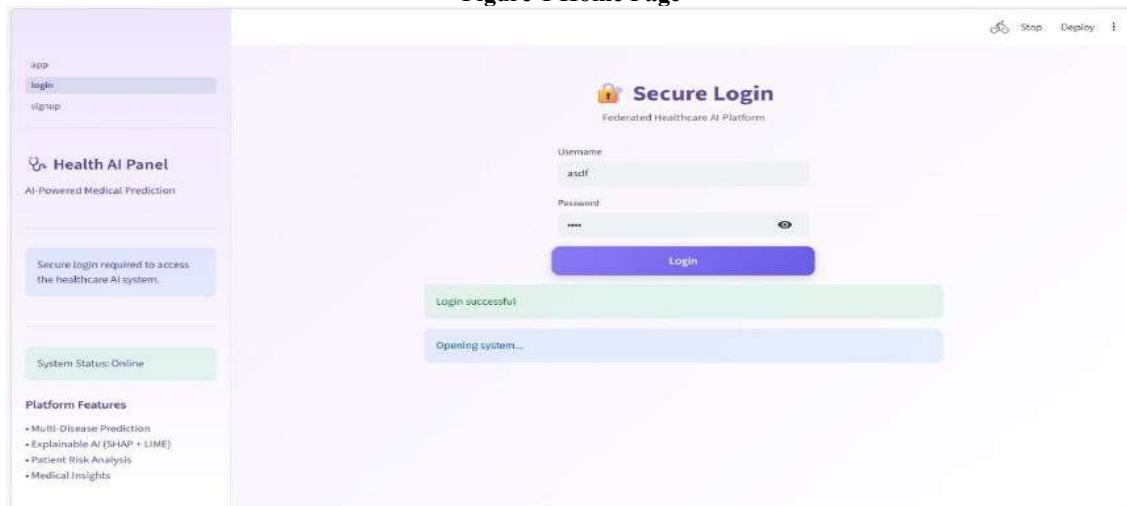 Figure 1 Home Page
Stop Deploy
app
login
signup
Health AI Panel
AI-Powered Medical Prediction
Secure login required to access
the healthcare AI system.
System Status: Online
Platform Features
• Multi-Disease Prediction
• Explainable AI (SHAP + LIME)
• Patient Risk Analysis
• Medical Insights
Secure Login
Federated Healthcare AI Platform
Username
asdf
Password
••••
Login
Login successful
Opening system...